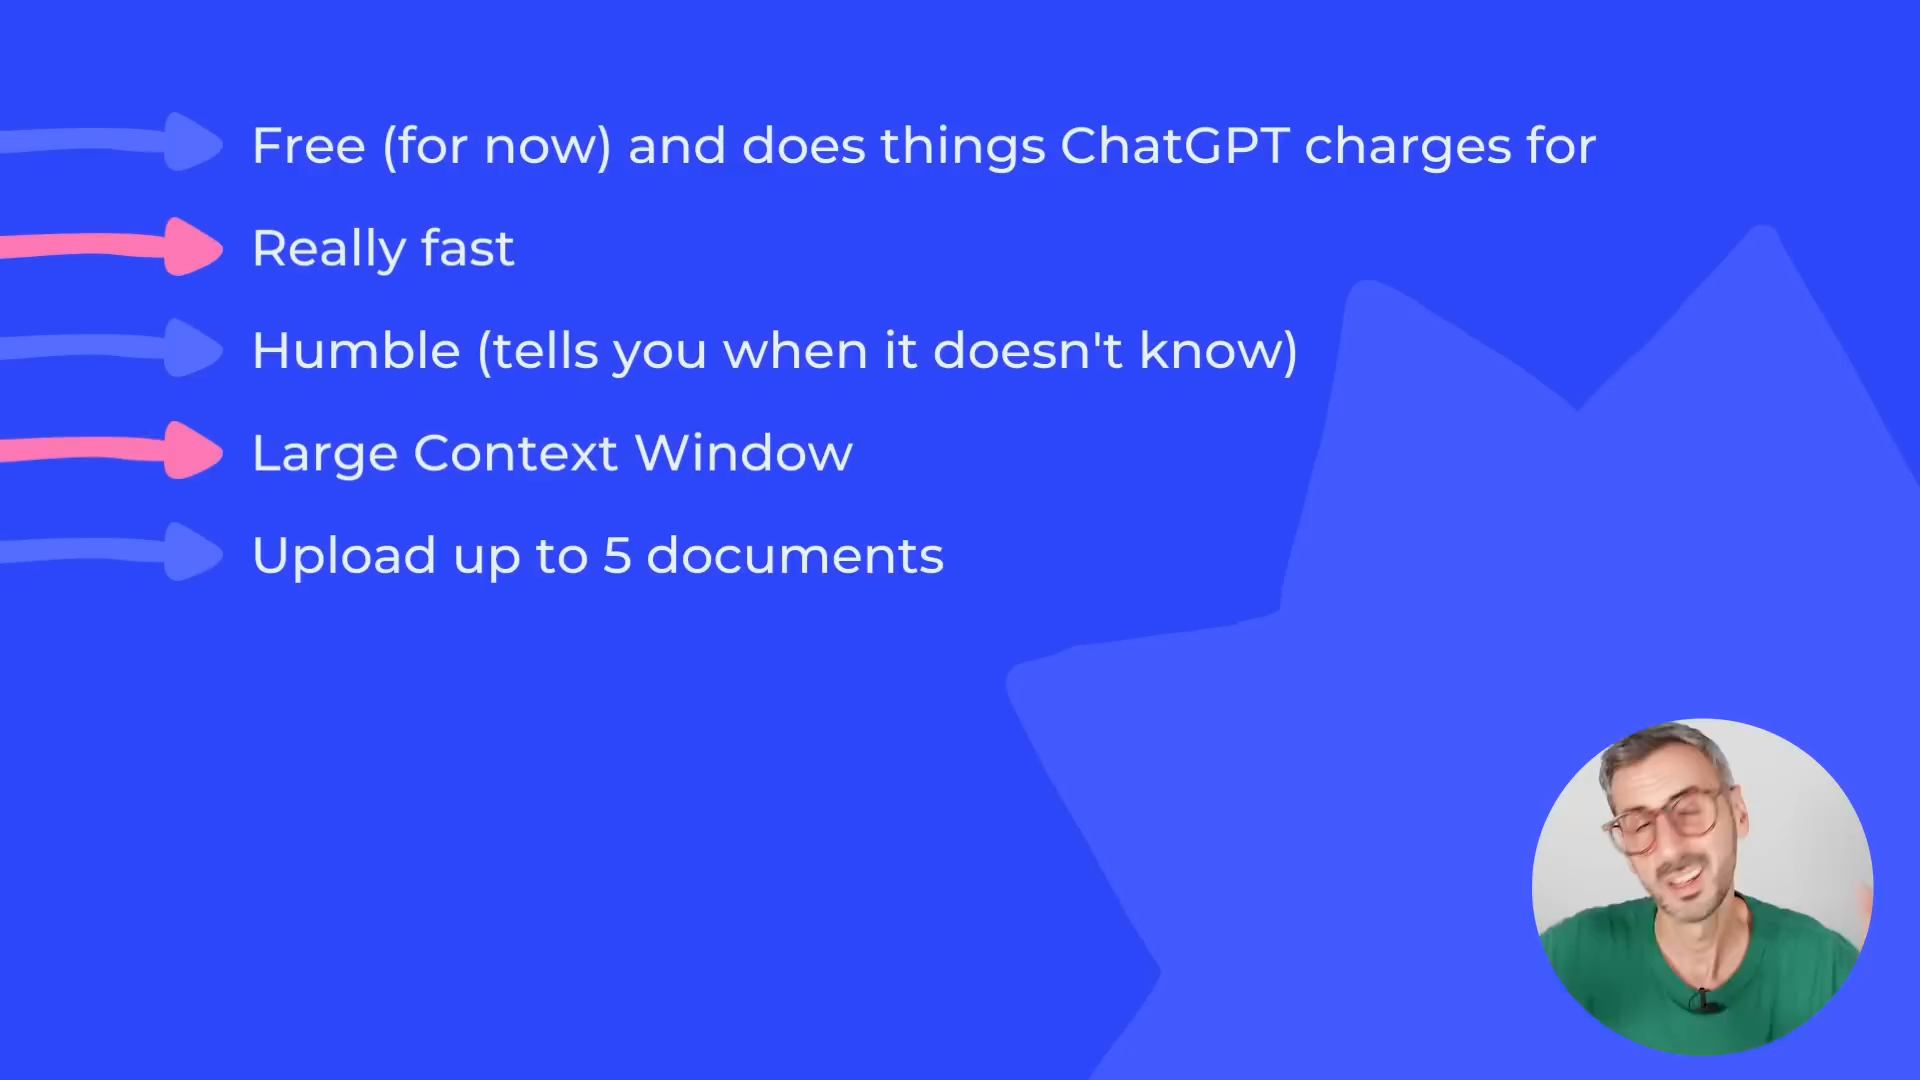 Free (for now) and does things ChatGPT charges for
Really fast
Humble (tells you when it doesn't know)
Large Context Window
Upload up to 5 documents